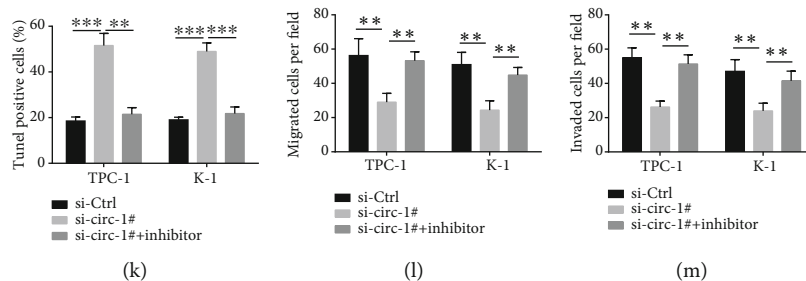 Tunel positive cells (%)
60
40
20
0
*** **
*** ***
TPC-1 K-1
si-Ctrl
si-circ-1#
si-circ-1#+inhibitor
(k)
Migrated cells per field
80
60
40
20
0
** **
** **
TPC-1 K-1
si-Ctrl
si-circ-1#
si-circ-1#+inhibitor
(l)
Invaded cells per field
80
60
40
20
0
** **
** **
TPC-1 K-1
si-Ctrl
si-circ-1#
si-circ-1#+inhibitor
(m)